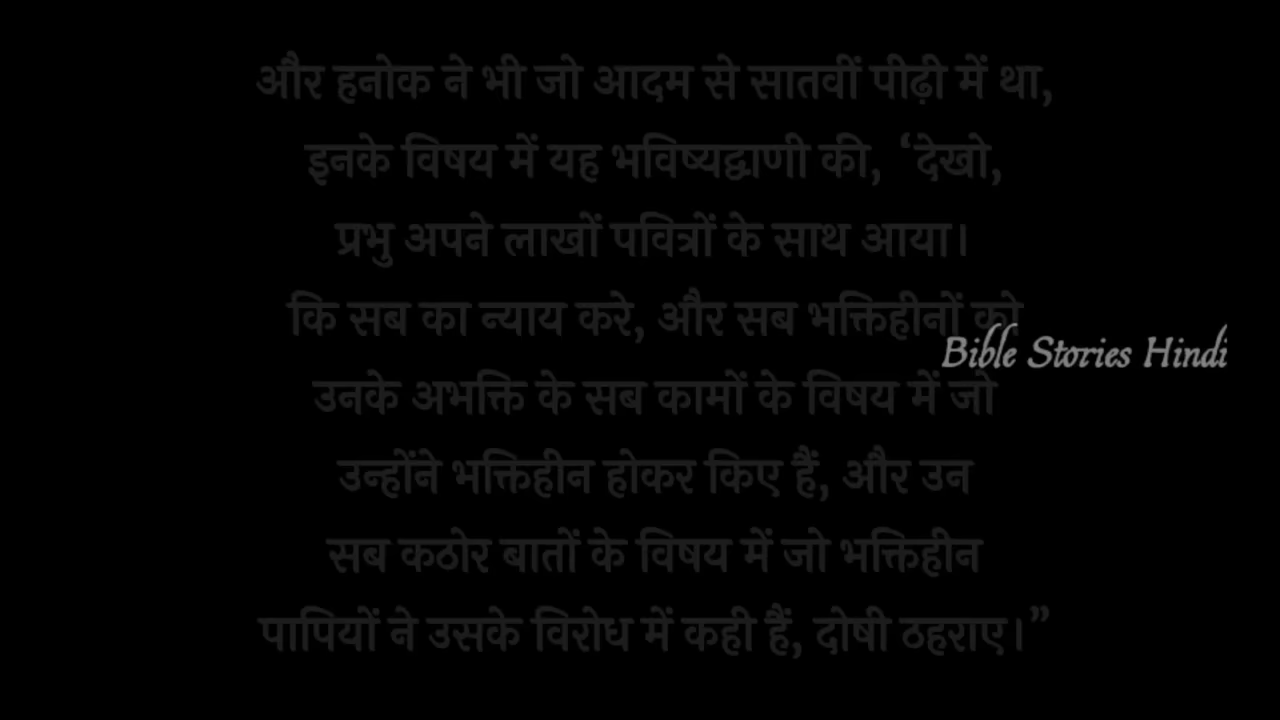 और हनोक ने भी जो आदम से सातवीं पीढ़ी में था,
इनके विषय में यह भविष्यद्वाणी की, ‘देखो,
प्रभु अपने लाखों पवित्रों के साथ आया।
कि सब का न्याय करे, और सब भक्तिहीनों को
Bible Stories Hindi
उनके अभक्ति के सब कामों के विषय में जो
उन्होंने भक्तिहीन होकर किए हैं, और उन
सब कठोर बातों के विषय में जो भक्तिहीन
पापियों ने उसके विरोध में कही हैं, दोषी ठहराए।”